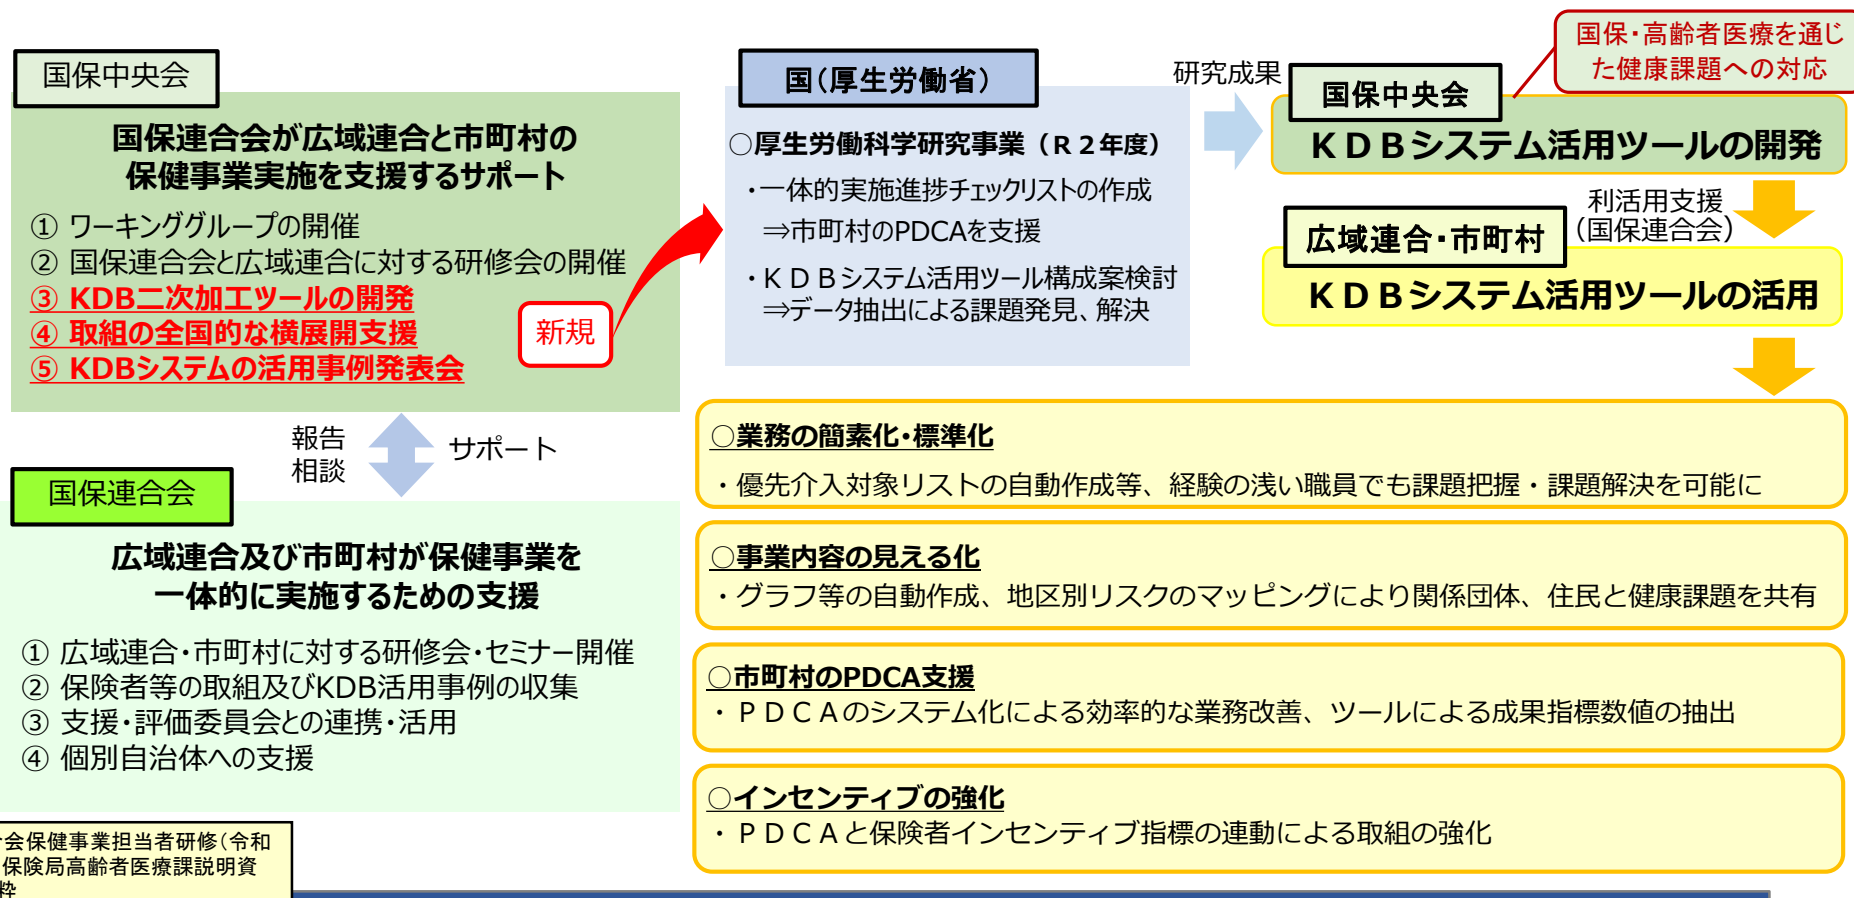 国保中央会
国保連合会が広域連合と市町村の
保健事業実施を支援するサポート
① ワーキンググループの開催
② 国保連合会と広域連合に対する研修会の開催
③ KDB二次加工ツールの開発
④ 取組の全国的な横展開支援
⑤ KDBシステムの活用事例発表会
新規
報告
相談
サポート
国保連合会
広域連合及び市町村が保健事業を
一体的に実施するための支援
① 広域連合・市町村に対する研修会・セミナー開催
② 保険者等の取組及びKDB活用事例の収集
③ 支援・評価委員会との連携・活用
④ 個別自治体への支援
国(厚生労働省)
○厚生労働科学研究事業（R２年度）
・一体的実施進捗チェックリストの作成
⇒市町村のPDCAを支援
・ＫＤＢシステム活用ツール構成案検討
⇒データ抽出による課題発見、解決
研究成果
国保・高齢者医療を通じ
た健康課題への対応
国保中央会
ＫＤＢシステム活用ツールの開発
利活用支援
(国保連合会)
広域連合・市町村
ＫＤＢシステム活用ツールの活用
○業務の簡素化・標準化
・優先介入対象リストの自動作成等、経験の浅い職員でも課題把握・課題解決を可能に
○事業内容の見える化
・グラフ等の自動作成、地区別リスクのマッピングにより関係団体、住民と健康課題を共有
○市町村のPDCA支援
・ＰＤＣＡのシステム化による効率的な業務改善、ツールによる成果指標数値の抽出
○インセンティブの強化
・ＰＤＣＡと保険者インセンティブ指標の連動による取組の強化
会保健事業担当者研修(令和
保険局高齢者医療課説明資
粋